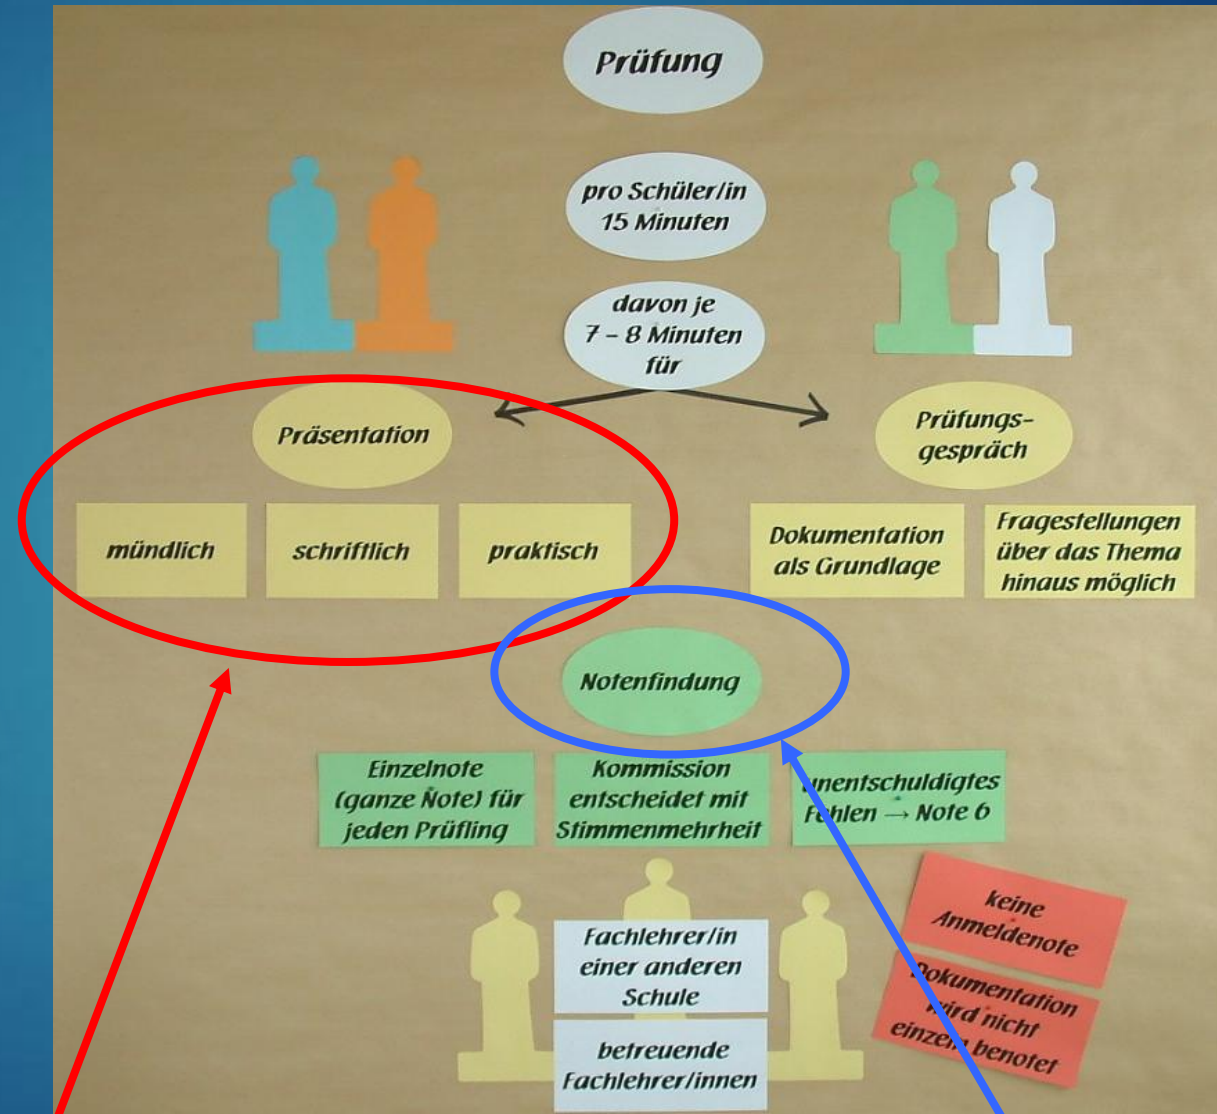 Prüfung
pro Schüler/in
15 Minuten
davon je
7 – 8 Minuten
für
Präsentation
Prüfungs-
gespräch
mündlich
schriftlich
praktisch
Dokumentation
als Grundlage
Fragestellungen
über das Thema
hinaus möglich
Notenfindung
Einzelnote
(ganze Note) für
jeden Prüfling
Kommission
entscheidet mit
Stimmenmehrheit
unentschuldigtes
Fehlen → Note 6
Fachlehrer/in
einer anderen
Schule
betreuende
Fachlehrer/innen
keine
Anmeldenote
Dokumentation
wird nicht
einzeln benotet